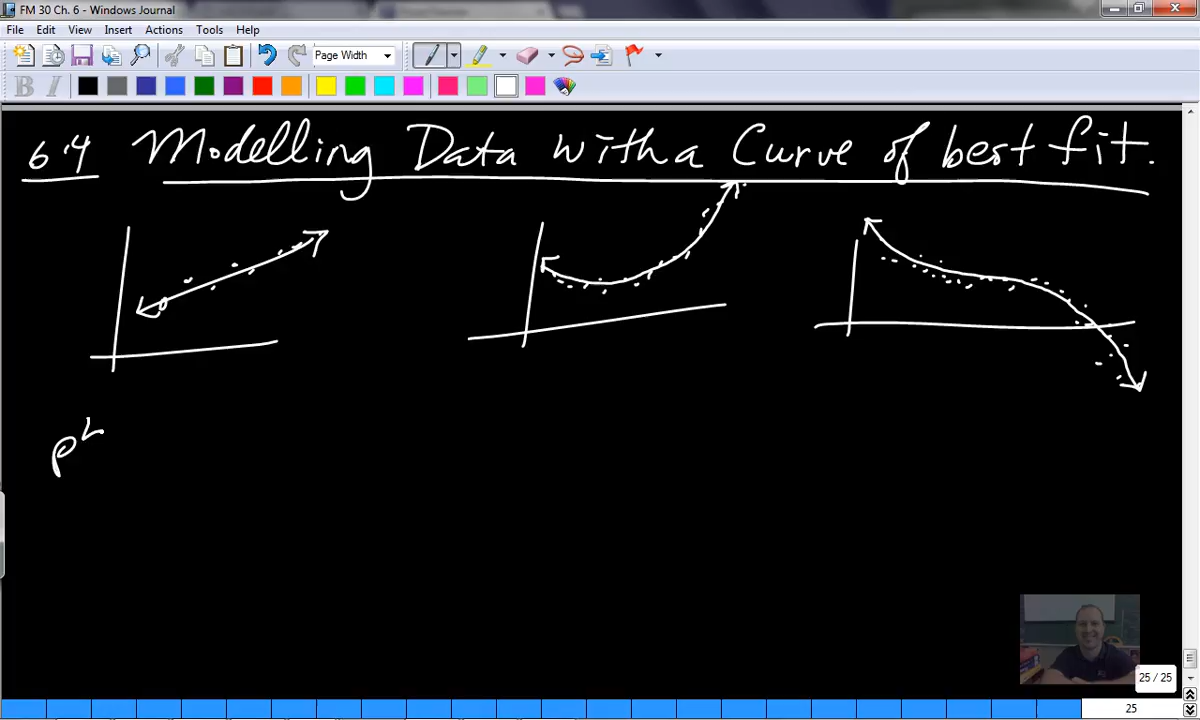 FM 30 Ch. 6 - Windows Journal
File Edit View Insert Actions Tools Help
Page Width
B I
6.4 Modelling Data with a Curve of best fit.
25 / 25
25